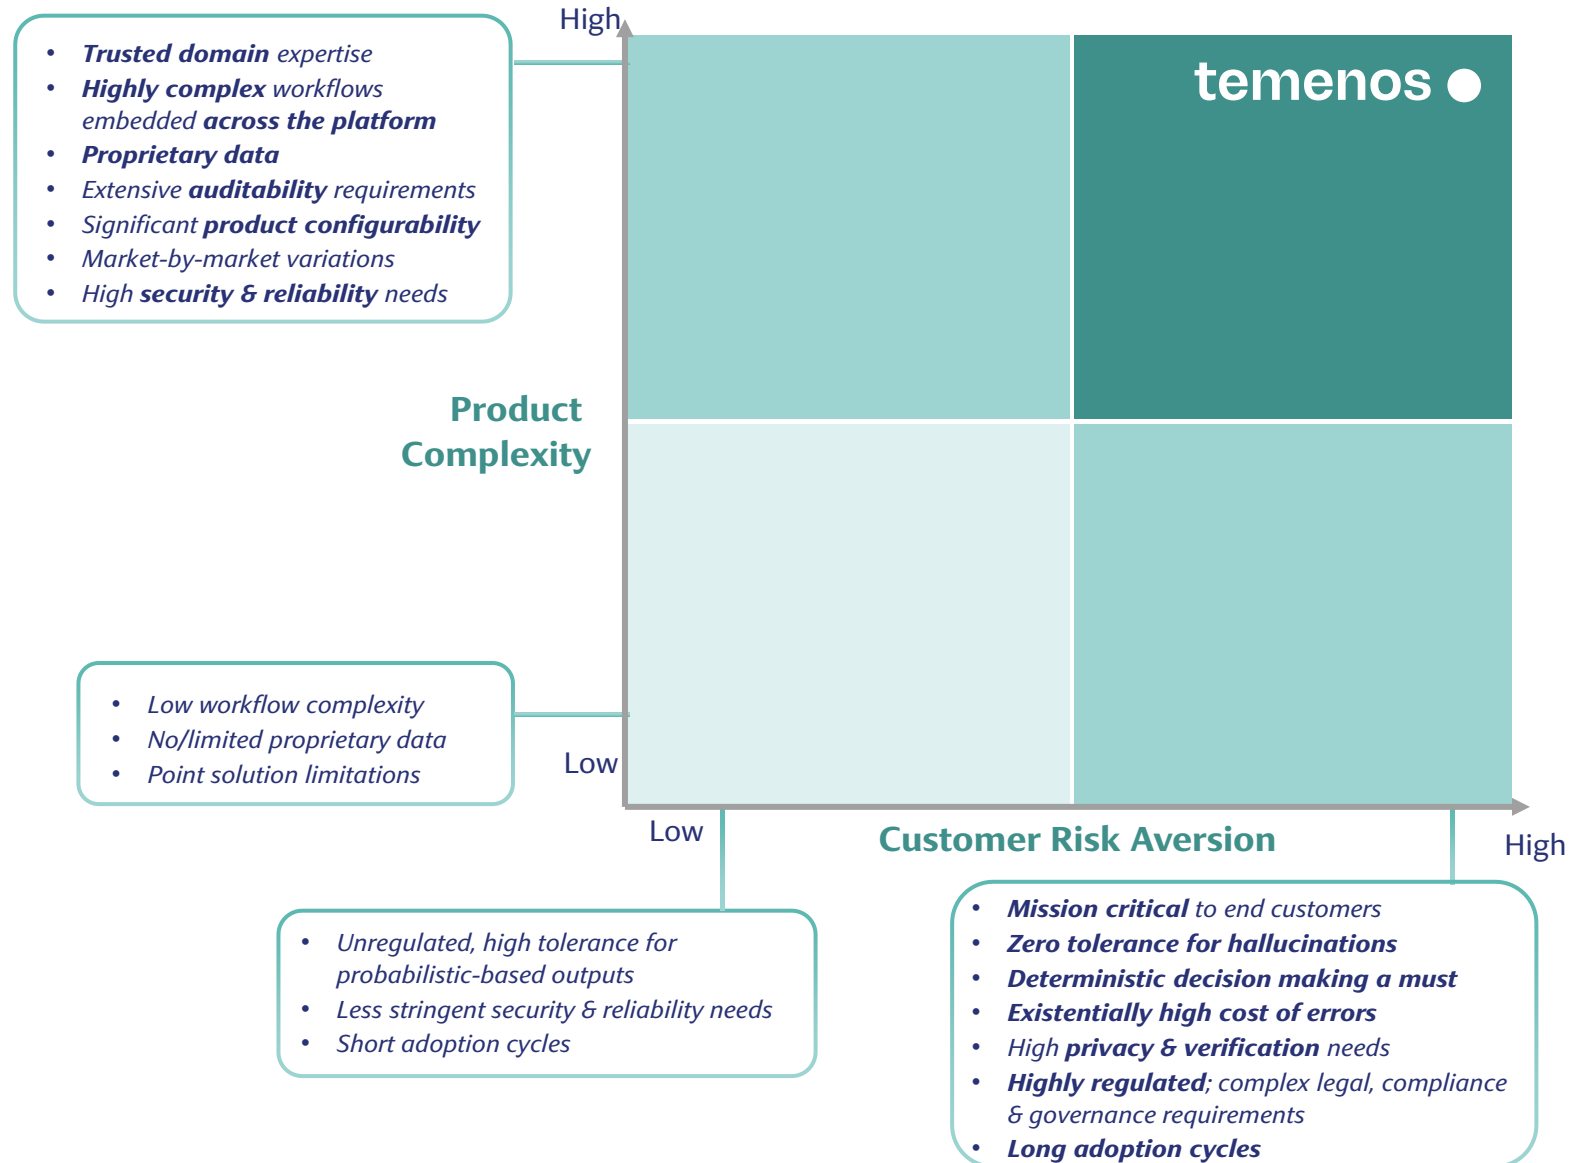 High
• Trusted domain expertise
• Highly complex workflows
embedded across the platform
• Proprietary data
• Extensive auditability requirements
• Significant product configurability
• Market-by-market variations
• High security & reliability needs
temenos
Product
Complexity
• Low workflow complexity
• No/limited proprietary data
• Point solution limitations
Low
Low
Customer Risk Aversion
High
• Unregulated, high tolerance for
probabilistic-based outputs
• Less stringent security & reliability needs
• Short adoption cycles
• Mission critical to end customers
• Zero tolerance for hallucinations
• Deterministic decision making a must
• Existentially high cost of errors
• High privacy & verification needs
• Highly regulated; complex legal, compliance
& governance requirements
• Long adoption cycles